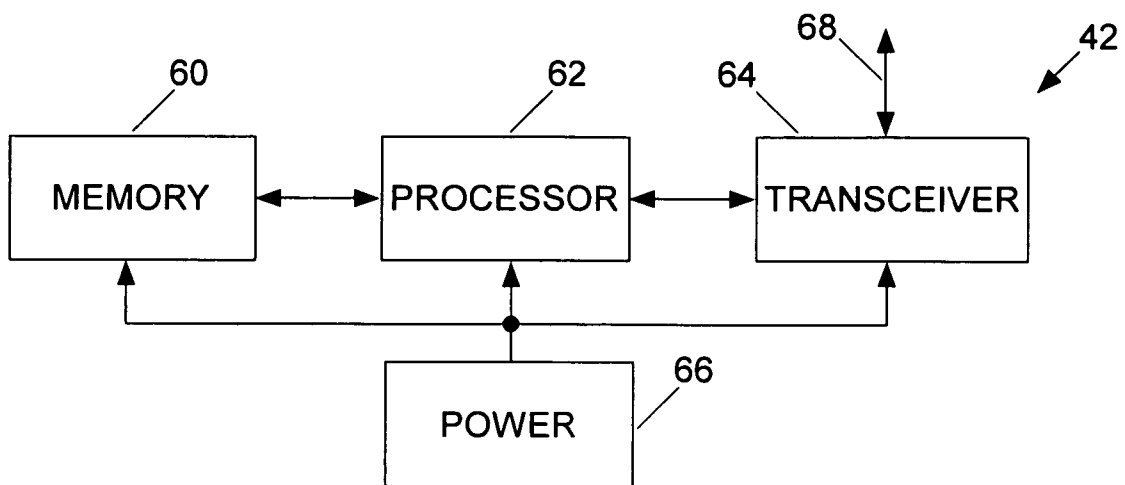 68
42
60
62
64
MEMORY
PROCESSOR
TRANSCEIVER
66
POWER